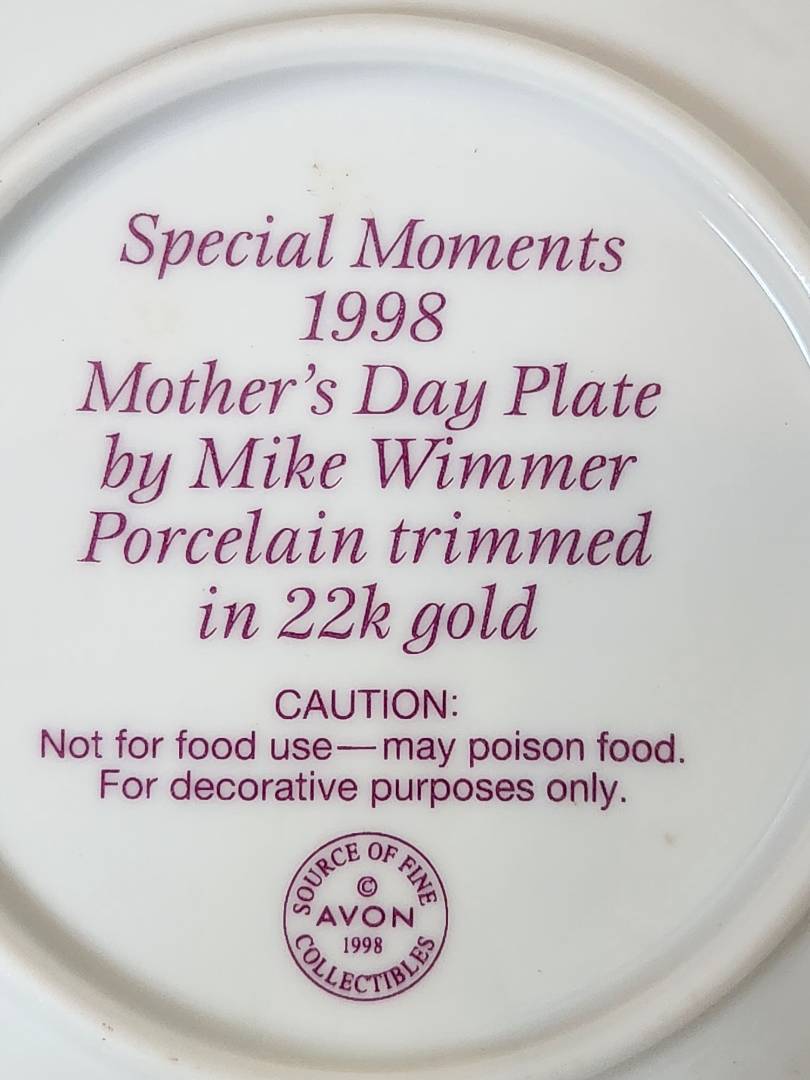 Special Moments
1998
Mother's Day Plate
by Mike Wimmer
Porcelain trimmed
in 22k gold
CAUTION:
Not for food use—may poison food.
For decorative purposes only.
SOURCE OF FINE
©
AVON
1998
COLLECTIBLES